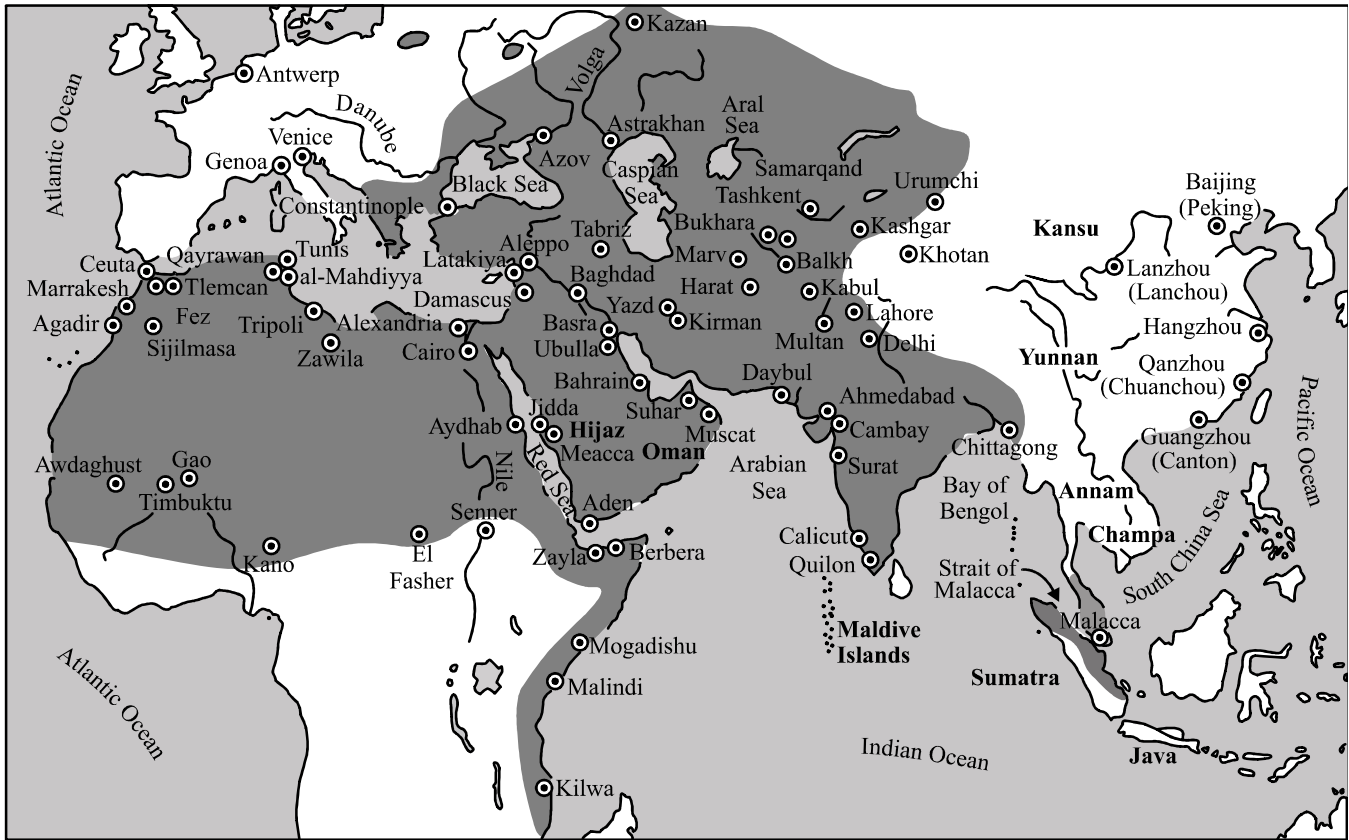 Kazan
Antwerp
Volga
Atlantic Ocean
Danube
Venice
Genoa
Azov
Astrakhan
Aral
Sea
Caspian
Sea
Black Sea
Constantinople
Samarqand
Tashkent
Urumchi
Baijing
(Peking)
Bukhara
Kashgar
Kansu
Tabriz
Aleppo
Latakiya
Marv
Balkh
Khotan
Lanzhou
(Lanchou)
Qayrawan
Tunis
Ceuta
al-Mahdiyya
Marrakesh
Tlemcan
Damascus
Baghdad
Harat
Kabul
Lahore
Hangzhou
Agadir
Fez
Sijilmasa
Tripoli
Alexandria
Zawila
Cairo
Basra
Ubulla
Yazd
Kirman
Multan
Delhi
Yunnan
Qanzhou
(Chuanchou)
Pacific Ocean
Bahrain
Daybul
Suhar
Muscat
Ahmedabad
Cambay
Jidda
Aydhab
Hijaz
Meacca
Oman
Chittagong
Guangzhou
(Canton)
Awdaghust
Gao
Timbuktu
Nile
Red Sea
Arabian
Sea
Surat
Bay of
Bengol
Annam
Senner
Aden
Champa
South China Sea
Kano
El
Fasher
Zayla
Berbera
Calicut
Quilon
Strait of
Malacca
Malacca
Maldive
Islands
Mogadishu
Malindi
Sumatra
Atlantic Ocean
Indian Ocean
Java
Kilwa